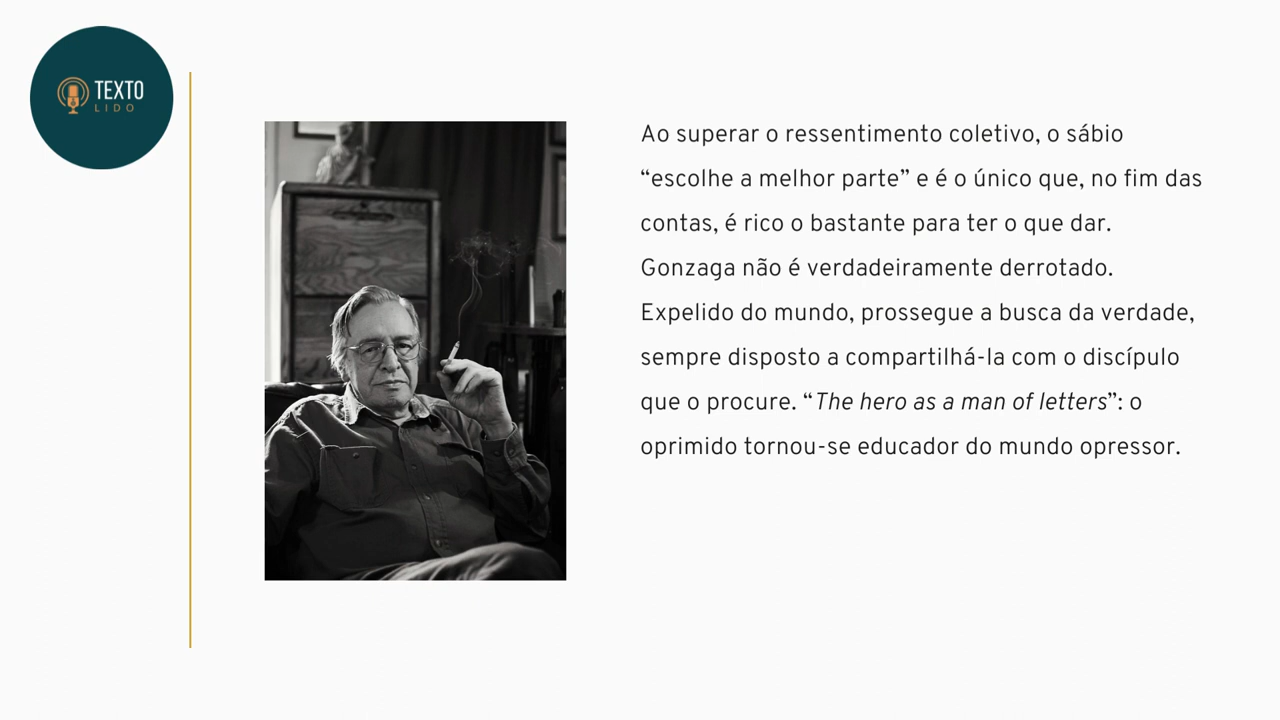 TEXTO
LIDO
Ao superar o ressentimento coletivo, o sábio
“escolhe a melhor parte” e é o único que, no fim das
contas, é rico o bastante para ter o que dar.
Gonzaga não é verdadeiramente derrotado.
Expelido do mundo, prossegue a busca da verdade,
sempre disposto a compartilhá-la com o discípulo
que o procure. “The hero as a man of letters”: o
oprimido tornou-se educador do mundo opressor.